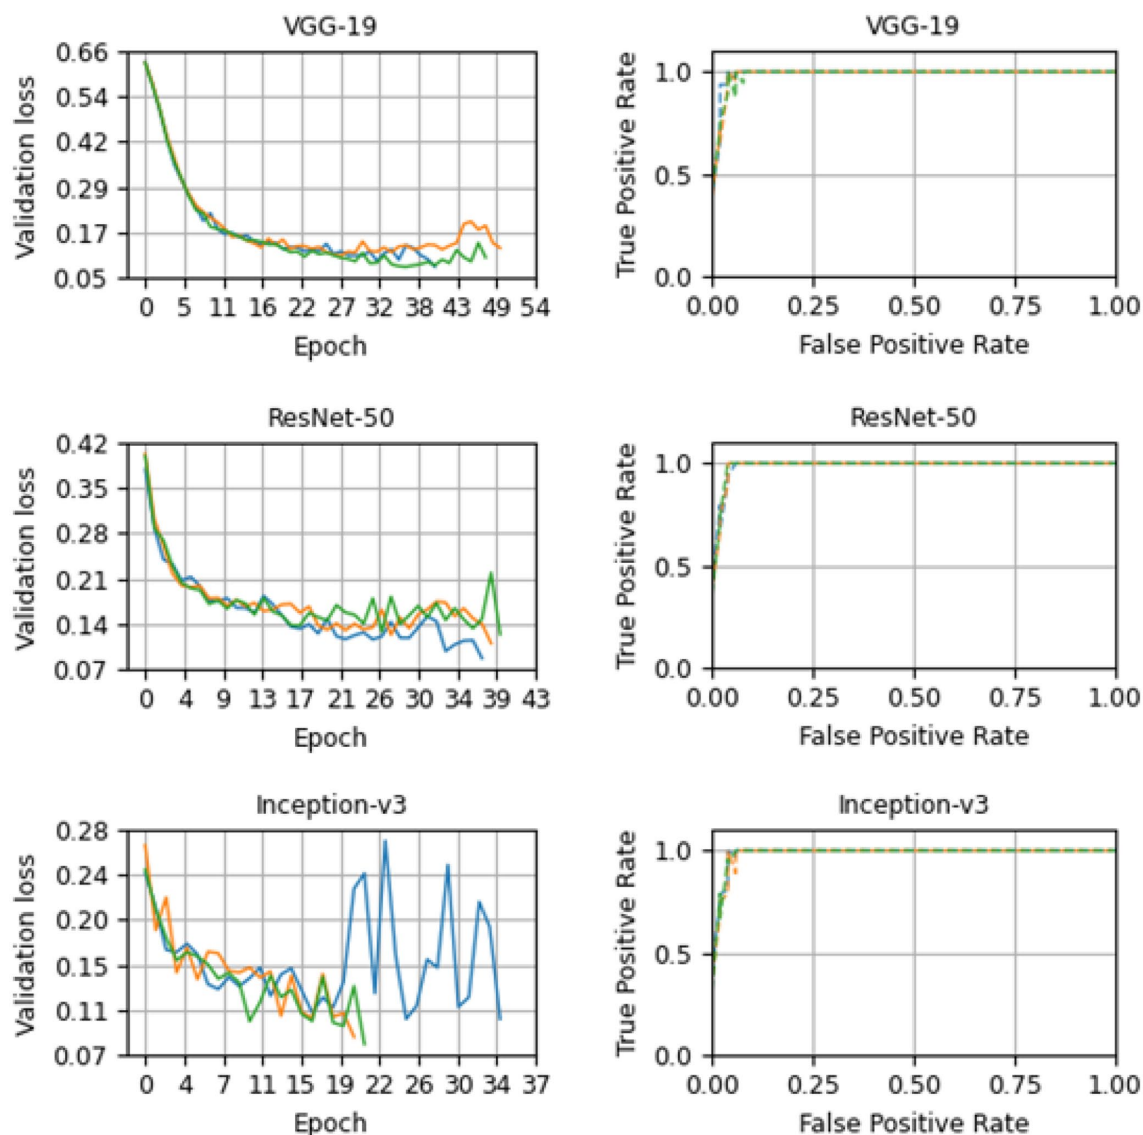 VGG-19
Validation loss
0.66
0.54
0.42
0.29
0.17
0.05
0 5 11 16 22 27 32 38 43 49 54
Epoch
VGG-19
True Positive Rate
1.0
0.5
0.0
0.00 0.25 0.50 0.75 1.00
False Positive Rate
ResNet-50
Validation loss
0.42
0.35
0.28
0.21
0.14
0.07
0 4 9 13 17 21 26 30 34 39 43
Epoch
ResNet-50
True Positive Rate
1.0
0.5
0.0
0.00 0.25 0.50 0.75 1.00
False Positive Rate
Inception-v3
Validation loss
0.28
0.24
0.20
0.15
0.11
0.07
0 4 7 11 15 19 22 26 30 34 37
Epoch
Inception-v3
True Positive Rate
1.0
0.5
0.0
0.00 0.25 0.50 0.75 1.00
False Positive Rate